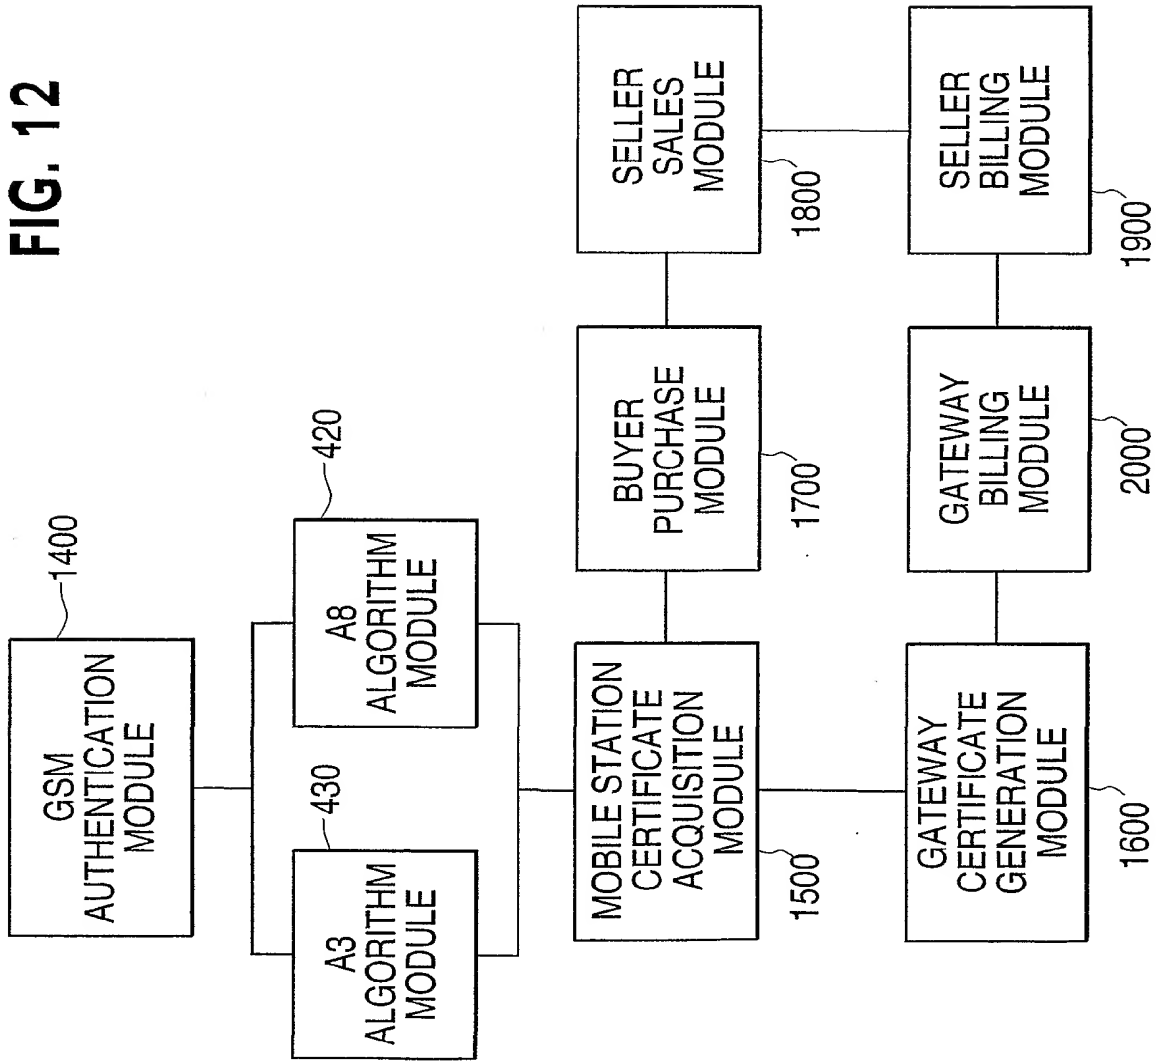 FIG. 12
GSM
AUTHENTICATION
MODULE
1400
A3
ALGORITHM
MODULE
430
A8
ALGORITHM
MODULE
420
MOBILE STATION
CERTIFICATE
ACQUISITION
MODULE
1500
BUYER
PURCHASE
MODULE
1700
SELLER
SALES
MODULE
1800
GATEWAY
CERTIFICATE
GENERATION
MODULE
1600
GATEWAY
BILLING
MODULE
2000
SELLER
BILLING
MODULE
1900